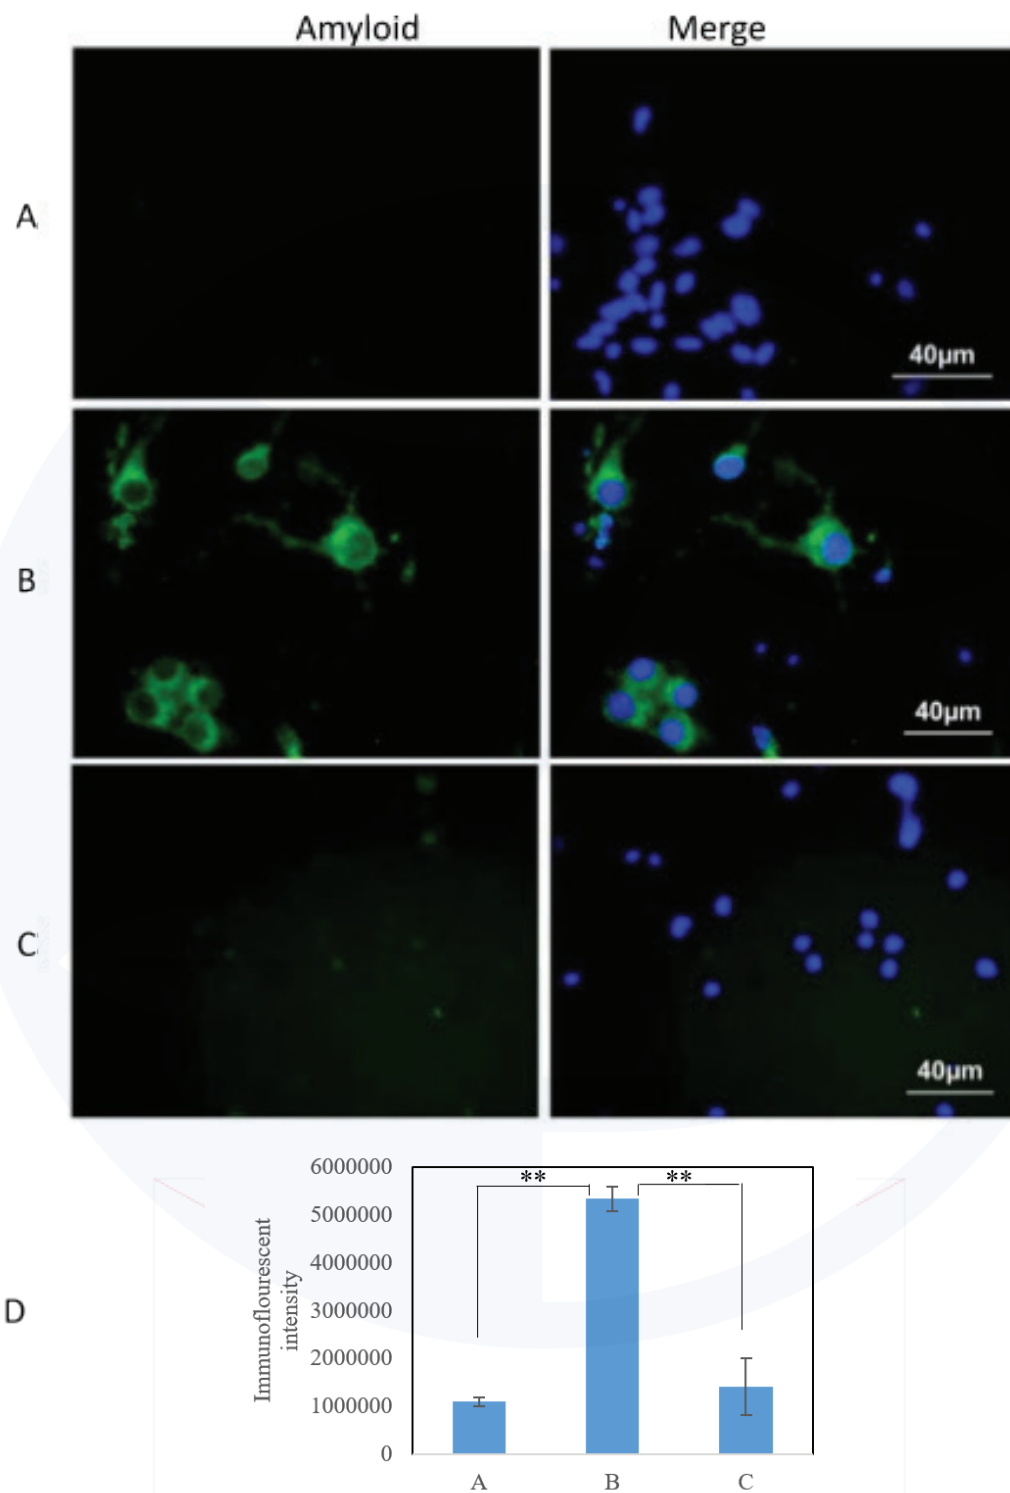 Amyloid Merge
A
40µm
B
40µm
C
40µm
D
Immunoflourescent
intensity
6000000
5000000
4000000
3000000
2000000
1000000
0
** **
A B C